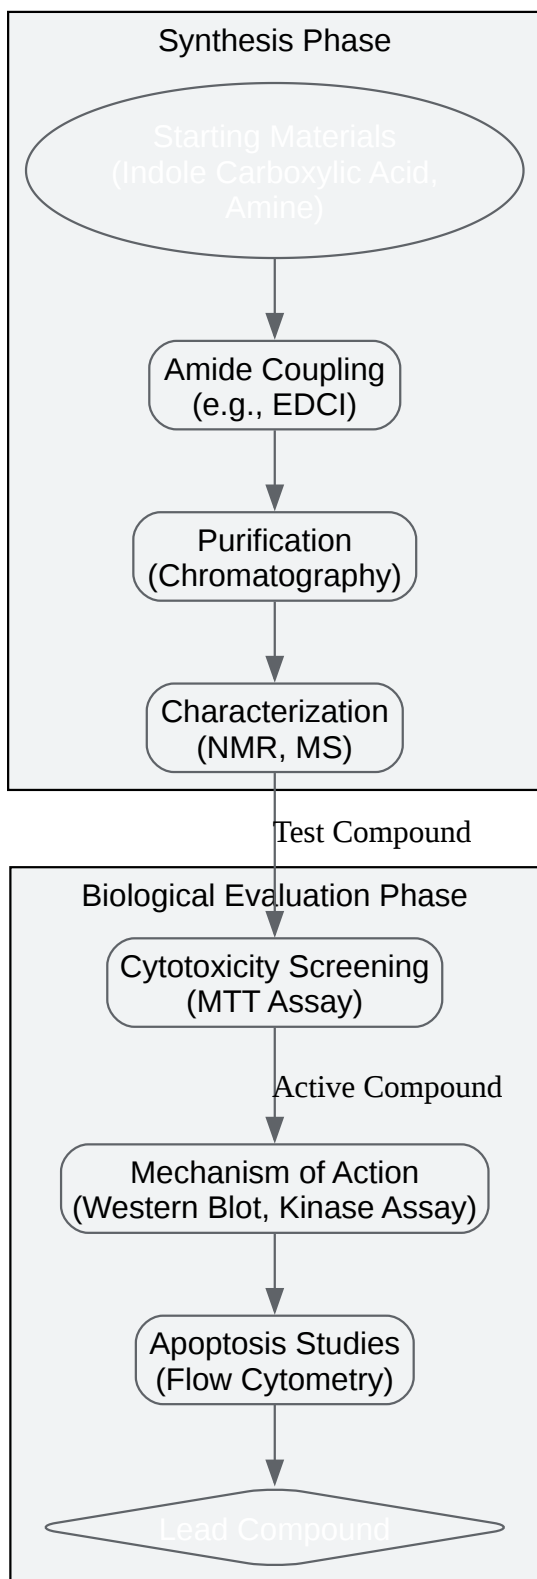 Synthesis Phase
Starting Materials
(Indole Carboxylic Acid,
Amine)
Amide Coupling
(e.g., EDCI)
Purification
(Chromatography)
Characterization
(NMR, MS)
Test Compound
Biological Evaluation Phase
Cytotoxicity Screening
(MTT Assay)
Active Compound
Mechanism of Action
(Western Blot, Kinase Assay)
Apoptosis Studies
(Flow Cytometry)
Lead Compound